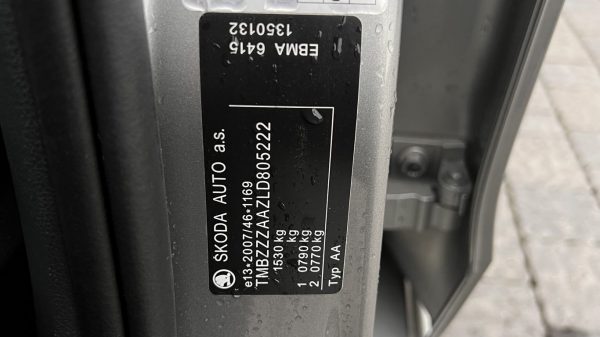 SKODA AUTO a.s.
e13*2007/46*1169
TMBZZZAAZLD805222
1530 kg
kg
1 0790 kg
2 0770 kg
Typ AA
EBMA 6415
1350132